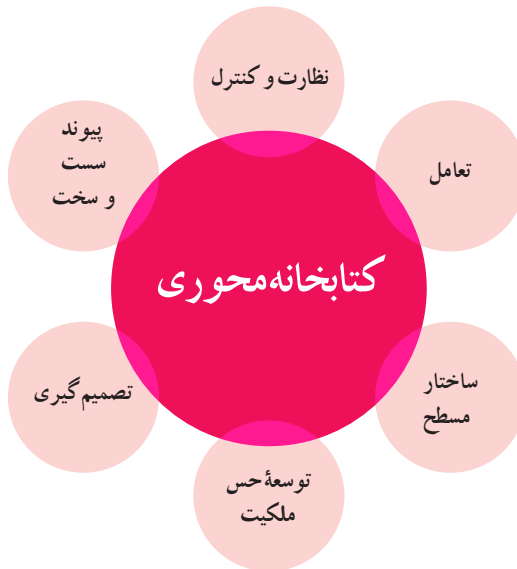 نظارت و کنترل
تعامل
پیوند
سست
و سخت
کتابخانه‌محوری
ساختار
مسطح
تصمیم‌گیری
توسعهٔ حس
ملکیت